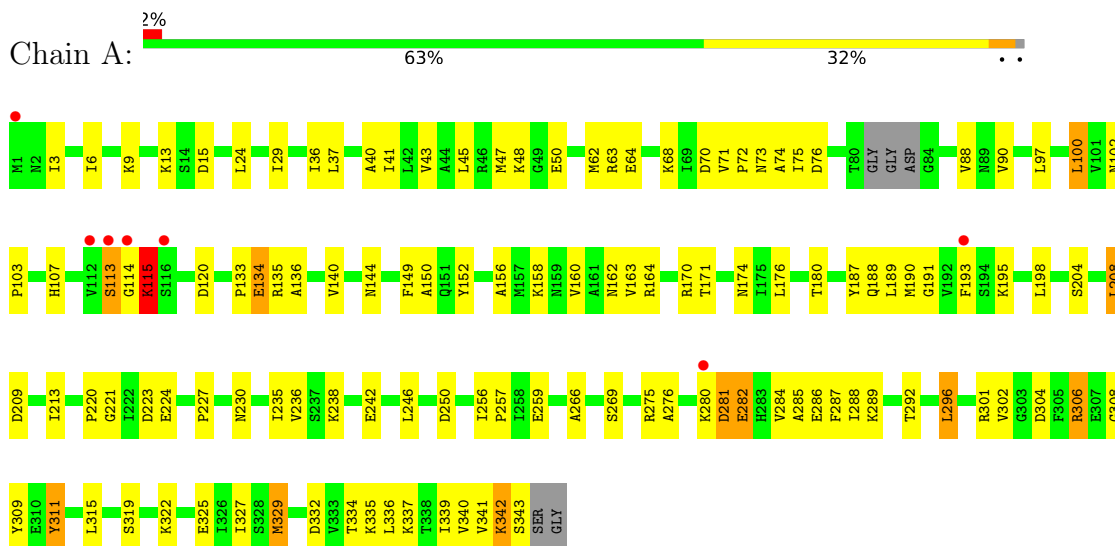 2%
Chain A:
63% 32% • •
M1 N2 I3 I6 K9 K13 S14 D15 L24 I29 I36 L37 A40 I41 L42 V43 A44 L45 R46 M47 K48 G49 E50 M62 R63 E64 K68 I69 D70 V71 P72 N73 A74 I75 D76 T80 GLY GLY ASP G84 V88 N89 V90 L97 L100 V101 N102
P103 H107 V112 S113 G114 K115 S116 D120 P133 E134 R135 A136 V140 N144 F149 A150 Q151 Y152 A156 M157 K158 N159 V160 A161 N162 V163 R164 R170 T171 N174 I175 L176 T180 Y187 Q188 L189 M190 G191 V192 F193 S194 K195 L198 S204 L208
D209 I213 P220 G221 I222 D223 E224 P227 N230 I235 V236 S237 K238 E242 L246 D250 I256 P257 I258 E259 A266 S269 R275 A276 K280 D281 E282 H283 V284 A285 E286 F287 I288 K289 T292 L296 R301 V302 G303 D304 F305 R306 E307 G308
Y309 E310 Y311 L315 S319 K322 E325 I326 I327 S328 M329 D332 V333 T334 K335 L336 K337 T338 I339 V340 V341 K342 S343 SER GLY